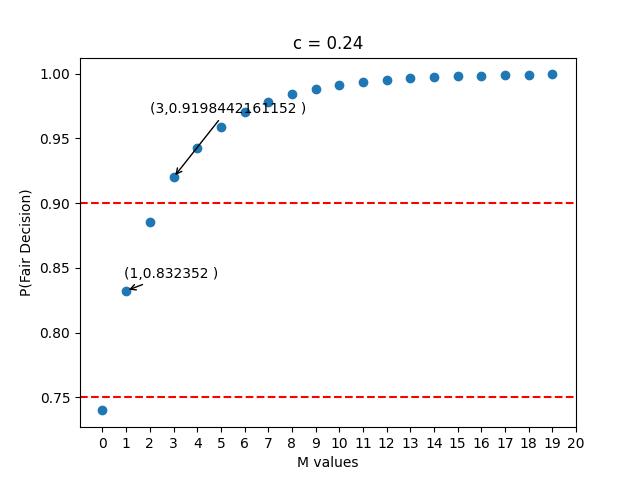 c = 0.24
1.00
(3,0.9198442161152 )
0.95
0.90
P(Fair Decision)
(1,0.832352 )
0.85
0.80
0.75
0 1 2 3 4 5 6 7 8 9 10 11 12 13 14 15 16 17 18 19 20
M values